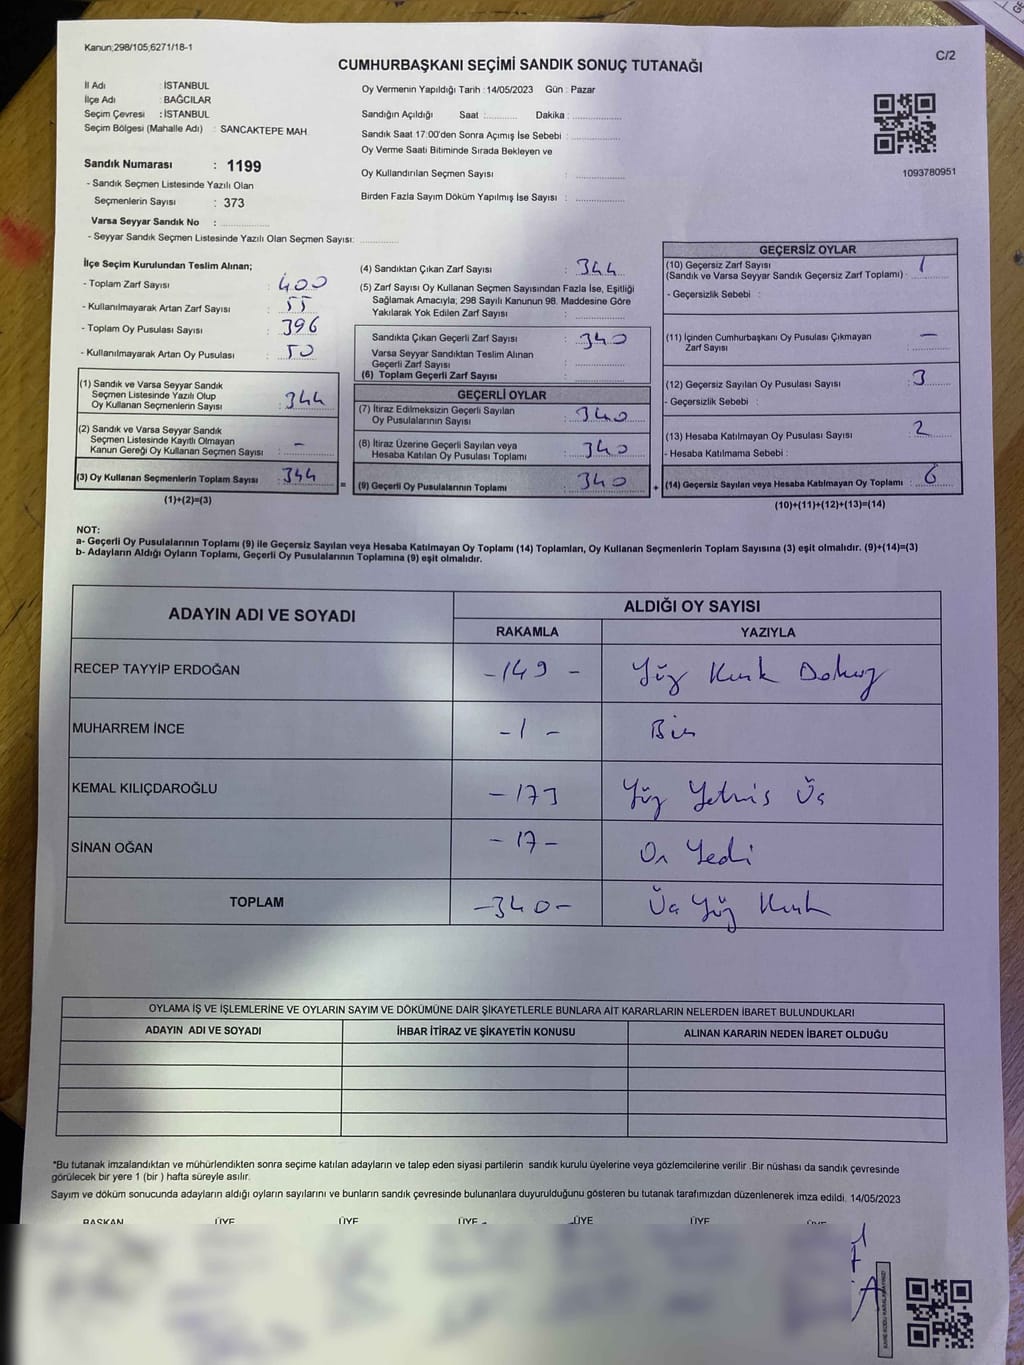 Kanun;298/105,6271/18-1
C/2
CUMHURBAŞKANI SEÇİMİ SANDIK SONUÇ TUTANAĞI
İl Adı : İSTANBUL
İlçe Adı : BAĞCILAR
Seçim Çevresi : İSTANBUL
Seçim Bölgesi (Mahalle Adı) : SANCAKTEPE MAH.
Sandık Numarası : 1199
- Sandık Seçmen Listesinde Yazılı Olan
Seçmenlerin Sayısı : 373
Varsa Seyyar Sandık No :
- Seyyar Sandık Seçmen Listesinde Yazılı Olan Seçmen Sayısı:
Oy Vermenin Yapıldığı Tarih : 14/05/2023 Gün : Pazar
Sandığın Açıldığı Saat : Dakika :
Sandık Saat 17:00'den Sonra Açımış İse Sebebi :
Oy Verme Saati Bitiminde Sırada Bekleyen ve
Oy Kullandırılan Seçmen Sayısı :
Birden Fazla Sayım Döküm Yapılmış İse Sayısı :
1093780951
İlçe Seçim Kurulundan Teslim Alınan;
- Toplam Zarf Sayısı : 400
- Kullanılmayarak Artan Zarf Sayısı : 55
- Toplam Oy Pusulası Sayısı : 396
- Kullanılmayarak Artan Oy Pusulası : 50
(1) Sandık ve Varsa Seyyar Sandık
Seçmen Listesinde Yazılı Olup
Oy Kullanan Seçmenlerin Sayısı : 344
(2) Sandık ve Varsa Seyyar Sandık
Seçmen Listesinde Kayıtlı Olmayan
Kanun Gereği Oy Kullanan Seçmen Sayısı : -
(3) Oy Kullanan Seçmenlerin Toplam Sayısı : 344
(1)+(2)=(3)
=
(4) Sandıktan Çıkan Zarf Sayısı : 344
(5) Zarf Sayısı Oy Kullanan Seçmen Sayısından Fazla İse, Eşitliği
Sağlamak Amacıyla; 298 Sayılı Kanunun 98. Maddesine Göre
Yakılarak Yok Edilen Zarf Sayısı :
Sandıkta Çıkan Geçerli Zarf Sayısı : 340
Varsa Seyyar Sandıktan Teslim Alınan
Geçerli Zarf Sayısı :
(6) Toplam Geçerli Zarf Sayısı :
GEÇERLİ OYLAR
(7) İtiraz Edilmeksizin Geçerli Sayılan
Oy Pusulalarının Sayısı : 340
(8) İtiraz Üzerine Geçerli Sayılan veya
Hesaba Katılan Oy Pusulası Toplamı : 340
(9) Geçerli Oy Pusulalarının Toplamı : 340
+
GEÇERSİZ OYLAR
(10) Geçersiz Zarf Sayısı
(Sandık ve Varsa Seyyar Sandık Geçersiz Zarf Toplamı) : 1
- Geçersizlik Sebebi :
(11) İçinden Cumhurbaşkanı Oy Pusulası Çıkmayan
Zarf Sayısı : -
(12) Geçersiz Sayılan Oy Pusulası Sayısı : 3
- Geçersizlik Sebebi :
(13) Hesaba Katılmayan Oy Pusulası Sayısı : 2
- Hesaba Katılmama Sebebi :
(14) Geçersiz Sayılan veya Hesaba Katılmayan Oy Toplamı : 6
(10)+(11)+(12)+(13)=(14)
NOT:
a- Geçerli Oy Pusulalarının Toplamı (9) ile Geçersiz Sayılan veya Hesaba Katılmayan Oy Toplamı (14) Toplamları, Oy Kullanan Seçmenlerin Toplam Sayısına (3) eşit olmalıdır. (9)+(14)=(3)
b- Adayların Aldığı Oyların Toplamı, Geçerli Oy Pusulalarının Toplamına (9) eşit olmalıdır.
ADAYIN ADI VE SOYADI
ALDIĞI OY SAYISI
RAKAMLA YAZIYLA
RECEP TAYYİP ERDOĞAN -149- Yüz Kırk Dokuz
MUHARREM İNCE -1- Bir
KEMAL KILIÇDAROĞLU -173 Yüz Yetmis Üç
SİNAN OĞAN -17- On Yedi
TOPLAM -340- Üç Yüz Kırk
OYLAMA İŞ VE İŞLEMLERİNE VE OYLARIN SAYIM VE DÖKÜMÜNE DAİR ŞİKAYETLERLE BUNLARA AİT KARARLARIN NELERDEN İBARET BULUNDUKLARI
ADAYIN ADI VE SOYADI İHBAR İTİRAZ VE ŞİKAYETİN KONUSU ALINAN KARARIN NEDEN İBARET OLDUĞU
*Bu tutanak imzalandıktan ve mühürlendikten sonra seçime katılan adayların ve talep eden siyasi partilerin sandık kurulu üyelerine veya gözlemcilerine verilir .Bir nüshası da sandık çevresinde
görülecek bir yere 1 (bir ) hafta süreyle asılır.
Sayım ve döküm sonucunda adayların aldığı oyların sayılarını ve bunların sandık çevresinde bulunanlara duyurulduğunu gösteren bu tutanak tarafımızdan düzenlenerek imza edildi. 14/05/2023
BAŞKAN ÜYE ÜYE ÜYE ÜYE ÜYE ÜYE